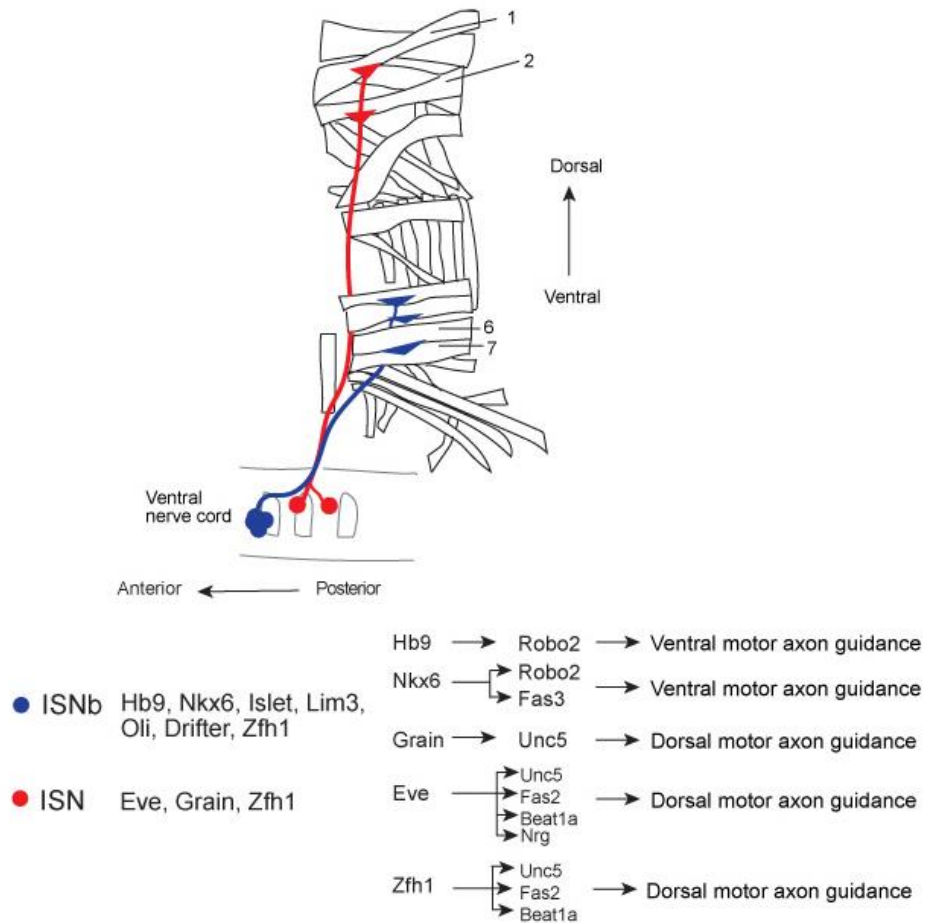 1
2
Dorsal
Ventral
6
7
Ventral
nerve cord
Anterior
Posterior
Hb9 Robo2 Ventral motor axon guidance
Nkx6 Robo2
Fas3 Ventral motor axon guidance
ISNb Hb9, Nkx6, Islet, Lim3,
Oli, Drifter, Zfh1
Grain Unc5 Dorsal motor axon guidance
ISN Eve, Grain, Zfh1
Eve Unc5
Fas2 Dorsal motor axon guidance
Beat1a
Nrg
Zfh1 Unc5
Fas2 Dorsal motor axon guidance
Beat1a